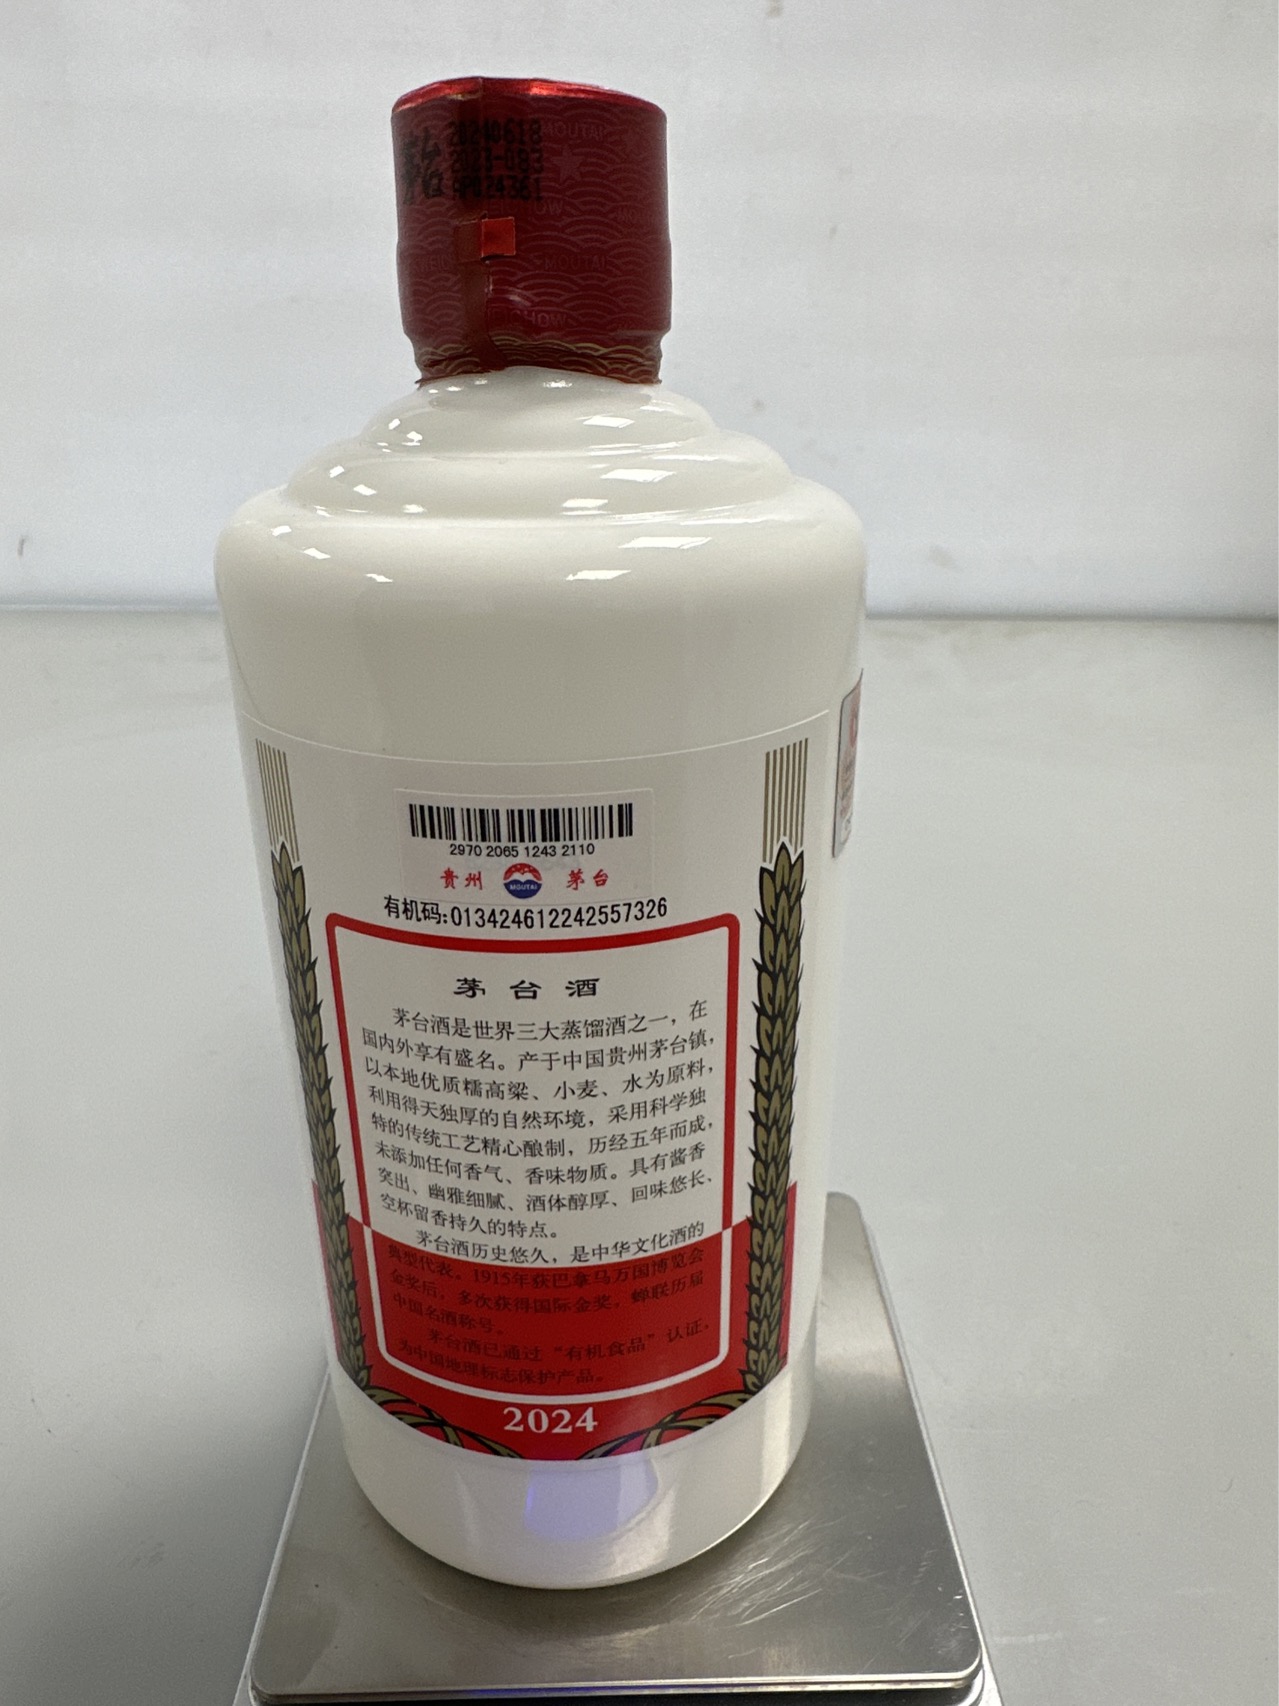 茅台
20240618
2023-083
MOUTAI
MOUTAI
CHOW
2970 2065 1243 2110
贵州 MOUTAI 茅台
有机码:013424612242557326
茅台酒
茅台酒是世界三大蒸馏酒之一，在
国内外享有盛名。产于中国贵州茅台镇，
以本地优质糯高粱、小麦、水为原料，
利用得天独厚的自然环境，采用科学独
特的传统工艺精心酿制，历经五年而成，
未添加任何香气、香味物质。具有酱香
突出、幽雅细腻、酒体醇厚、回味悠长、
空杯留香持久的特点。
茅台酒历史悠久，是中华文化酒的
典型代表。1915年获巴拿马万国博览会
金奖后，多次获得国际金奖，蝉联历届
中国名酒称号。
茅台酒已通过“有机食品”认证，
为中国地理标志保护产品。
2024